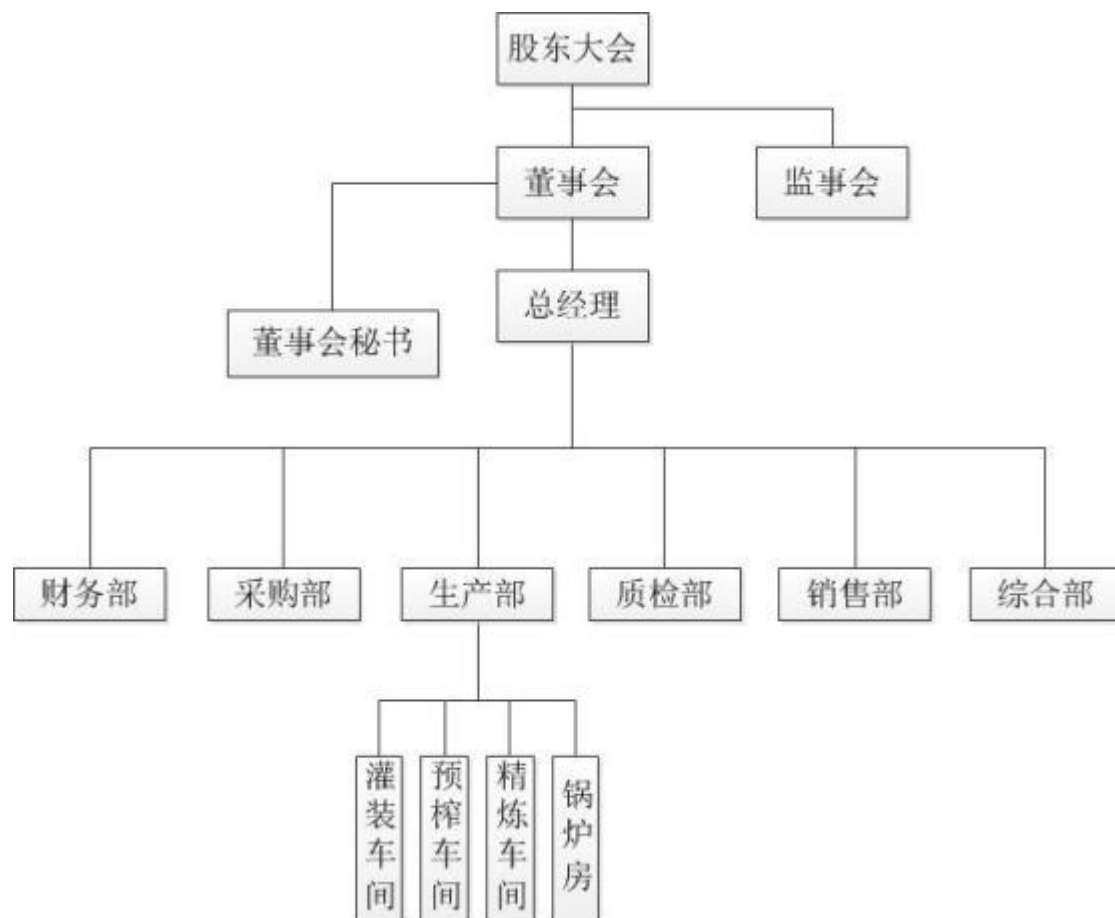 股东大会
董事会
监事会
总经理
董事会秘书
财务部
采购部
生产部
质检部
销售部
综合部
灌装车间
预榨车间
精炼车间
锅炉房